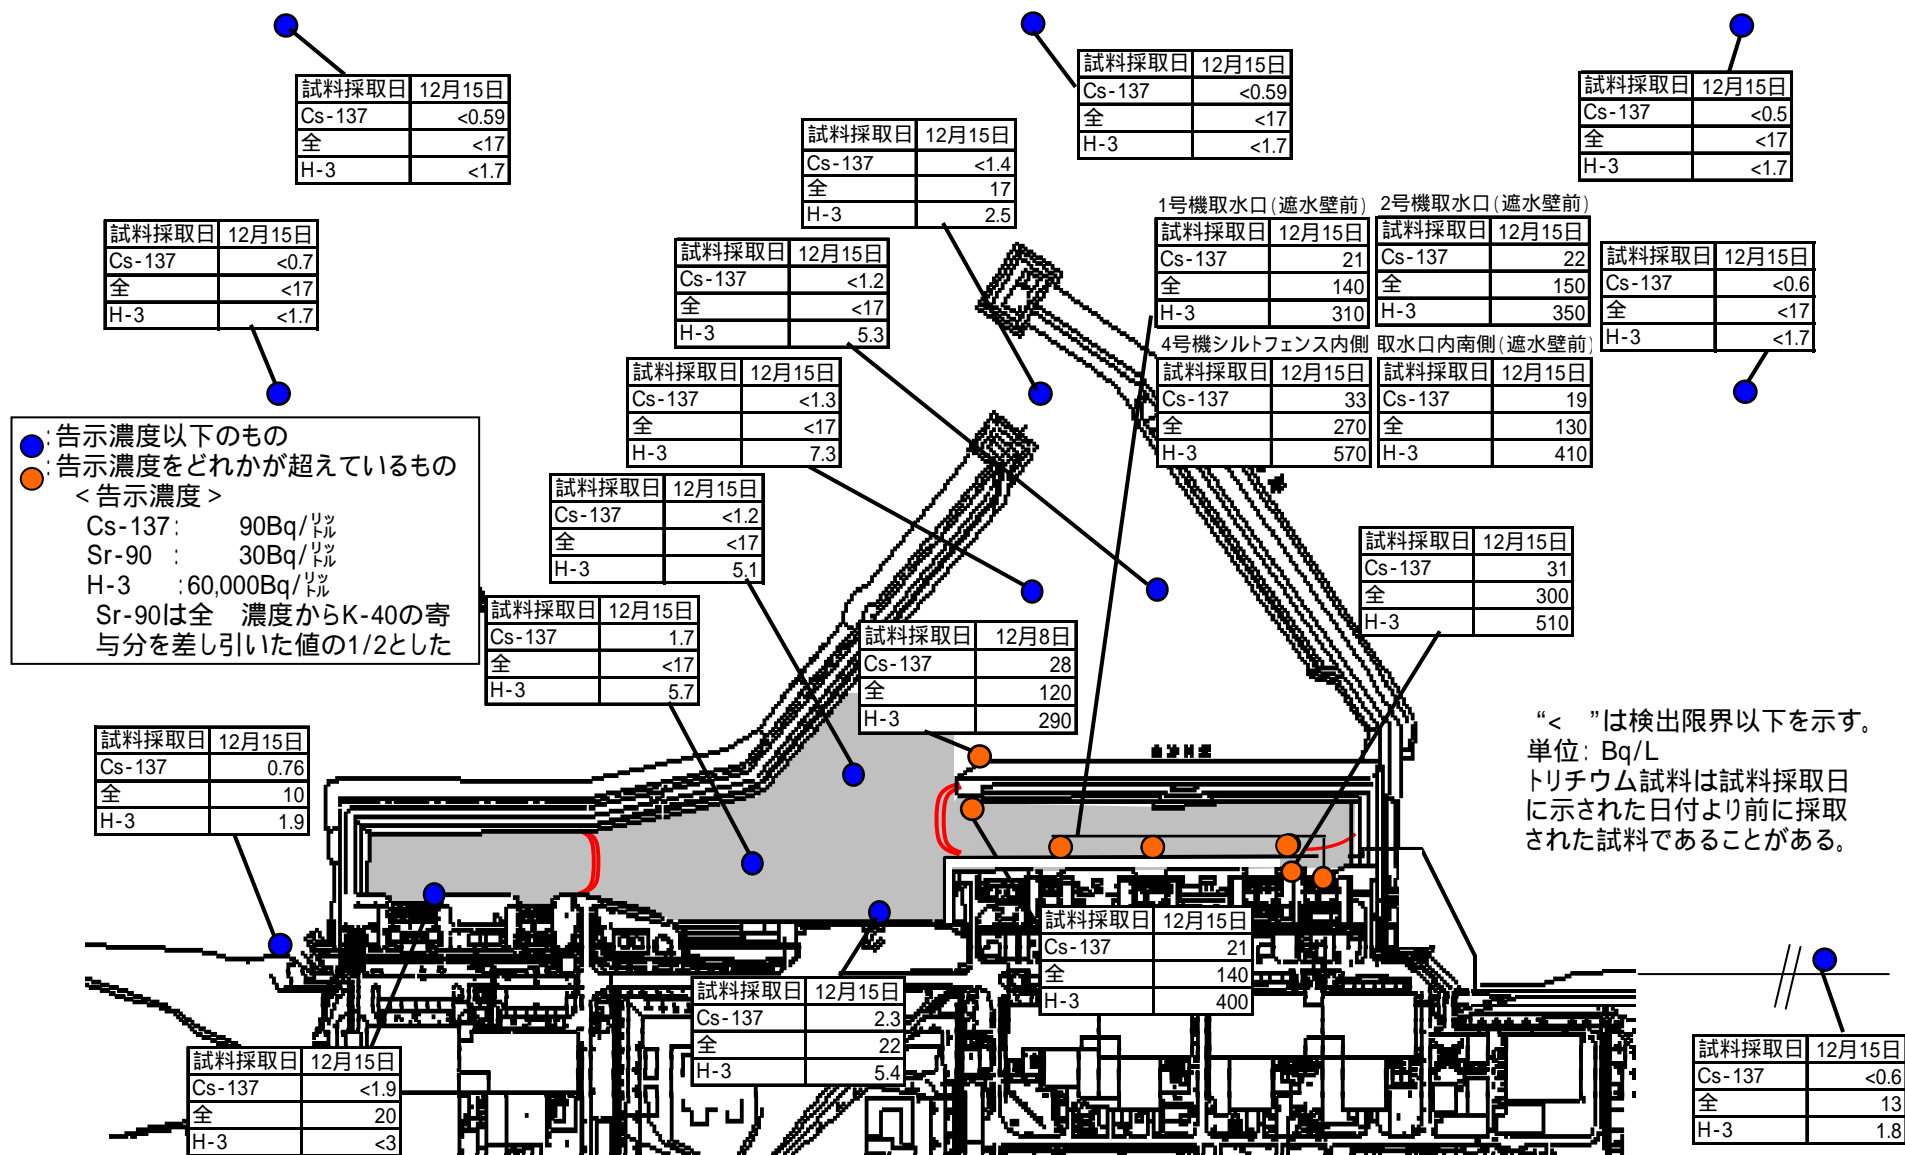 試料採取日 12月15日
Cs-137 <0.59
全 <17
H-3 <1.7
試料採取日 12月15日
Cs-137 <0.59
全 <17
H-3 <1.7
試料採取日 12月15日
Cs-137 <0.5
全 <17
H-3 <1.7
試料採取日 12月15日
Cs-137 <1.4
全 17
H-3 2.5
試料採取日 12月15日
Cs-137 <0.7
全 <17
H-3 <1.7
試料採取日 12月15日
Cs-137 <1.2
全 <17
H-3 5.3
1号機取水口(遮水壁前)
試料採取日 12月15日
Cs-137 21
全 140
H-3 310
2号機取水口(遮水壁前)
試料採取日 12月15日
Cs-137 22
全 150
H-3 350
試料採取日 12月15日
Cs-137 <0.6
全 <17
H-3 <1.7
4号機シルトフェンス内側
試料採取日 12月15日
Cs-137 33
全 270
H-3 570
取水口内南側(遮水壁前)
試料採取日 12月15日
Cs-137 19
全 130
H-3 410
試料採取日 12月15日
Cs-137 <1.3
全 <17
H-3 7.3
:告示濃度以下のもの
:告示濃度をどれかが超えているもの
<告示濃度>
Cs-137: 90Bq/リットル
Sr-90 : 30Bq/リットル
H-3 :60,000Bq/リットル
Sr-90は全 濃度からK-40の寄
与分を差し引いた値の1/2とした
試料採取日 12月15日
Cs-137 <1.2
全 <17
H-3 5.1
試料採取日 12月15日
Cs-137 31
全 300
H-3 510
試料採取日 12月15日
Cs-137 1.7
全 <17
H-3 5.7
試料採取日 12月8日
Cs-137 28
全 120
H-3 290
試料採取日 12月15日
Cs-137 0.76
全 10
H-3 1.9
“< ”は検出限界以下を示す。
単位: Bq/L
トリチウム試料は試料採取日
に示された日付より前に採取
された試料であることがある。
試料採取日 12月15日
Cs-137 21
全 140
H-3 400
試料採取日 12月15日
Cs-137 2.3
全 22
H-3 5.4
試料採取日 12月15日
Cs-137 <1.9
全 20
H-3 <3
試料採取日 12月15日
Cs-137 <0.6
全 13
H-3 1.8